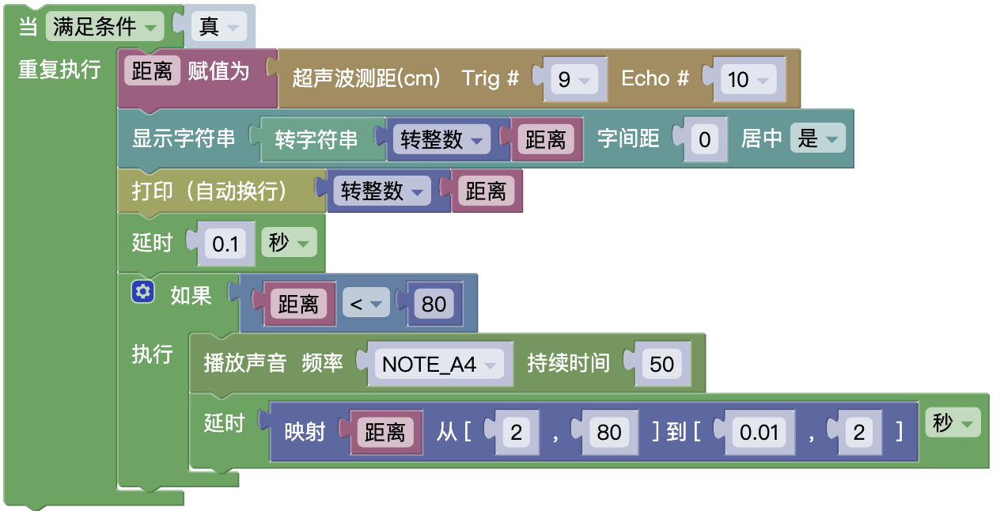 当 满足条件 真
重复执行 距离 赋值为 超声波测距(cm) Trig # 9 Echo # 10
显示字符串 转字符串 转整数 距离 字间距 0 居中 是
打印（自动换行） 转整数 距离
延时 0.1 秒
如果 距离 < 80
执行 播放声音 频率 NOTE_A4 持续时间 50
延时 映射 距离 从 [ 2 , 80 ] 到 [ 0.01 , 2 ] 秒